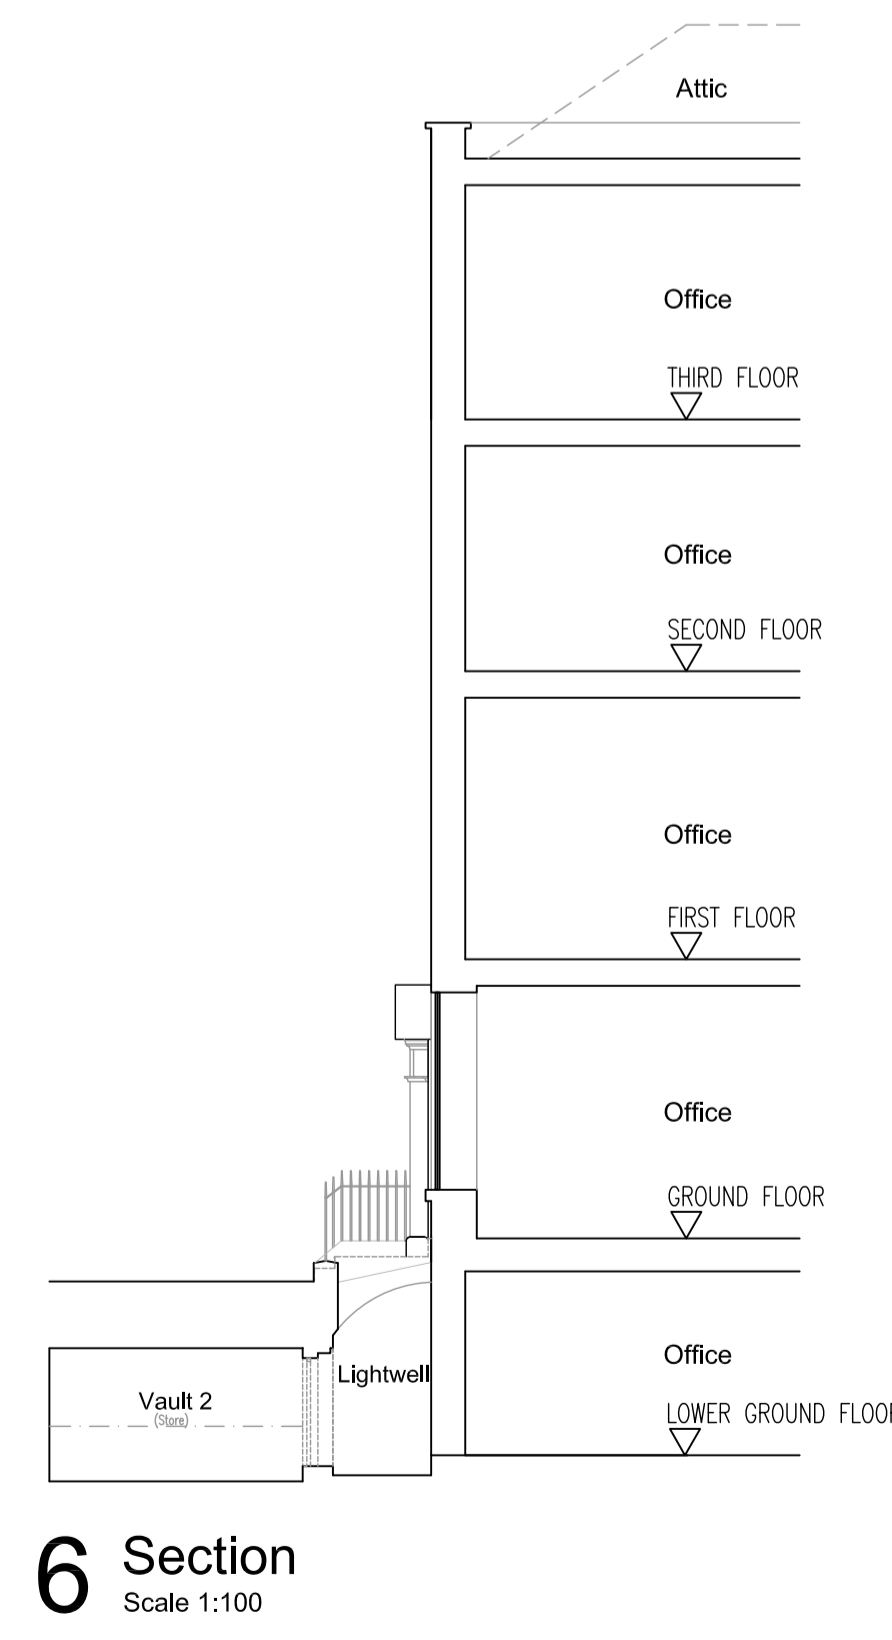 Attic
Office
THIRD FLOOR
Office
SECOND FLOOR
Office
FIRST FLOOR
Office
GROUND FLOOR
Office
Lightwell
Vault 2
(Store)
LOWER GROUND FLOOR
6 Section
Scale 1:100